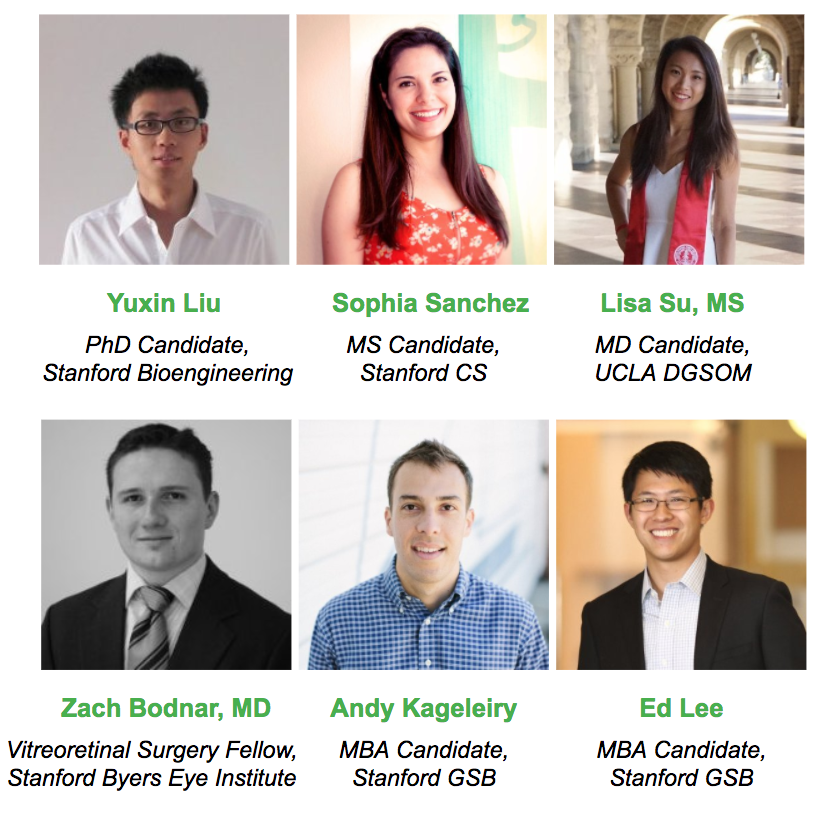 Yuxin Liu
Sophia Sanchez
Lisa Su, MS
PhD Candidate,
Stanford Bioengineering
MS Candidate,
Stanford CS
MD Candidate,
UCLA DGSOM
Zach Bodnar, MD
Andy Kageleiry
Ed Lee
Vitreoretinal Surgery Fellow,
Stanford Byers Eye Institute
MBA Candidate,
Stanford GSB
MBA Candidate,
Stanford GSB